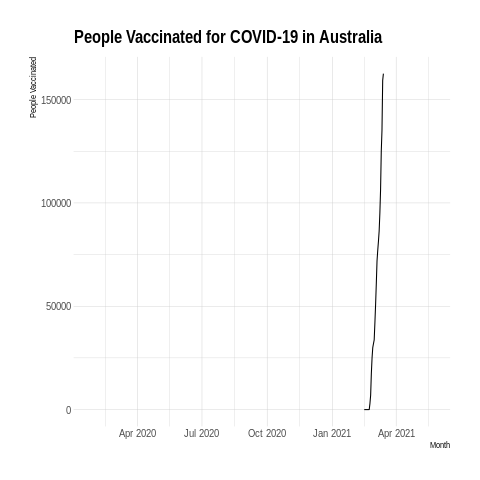 People Vaccinated for COVID-19 in Australia
People Vaccinated
150000
100000
50000
0
Apr 2020 Jul 2020 Oct 2020 Jan 2021 Apr 2021
Month